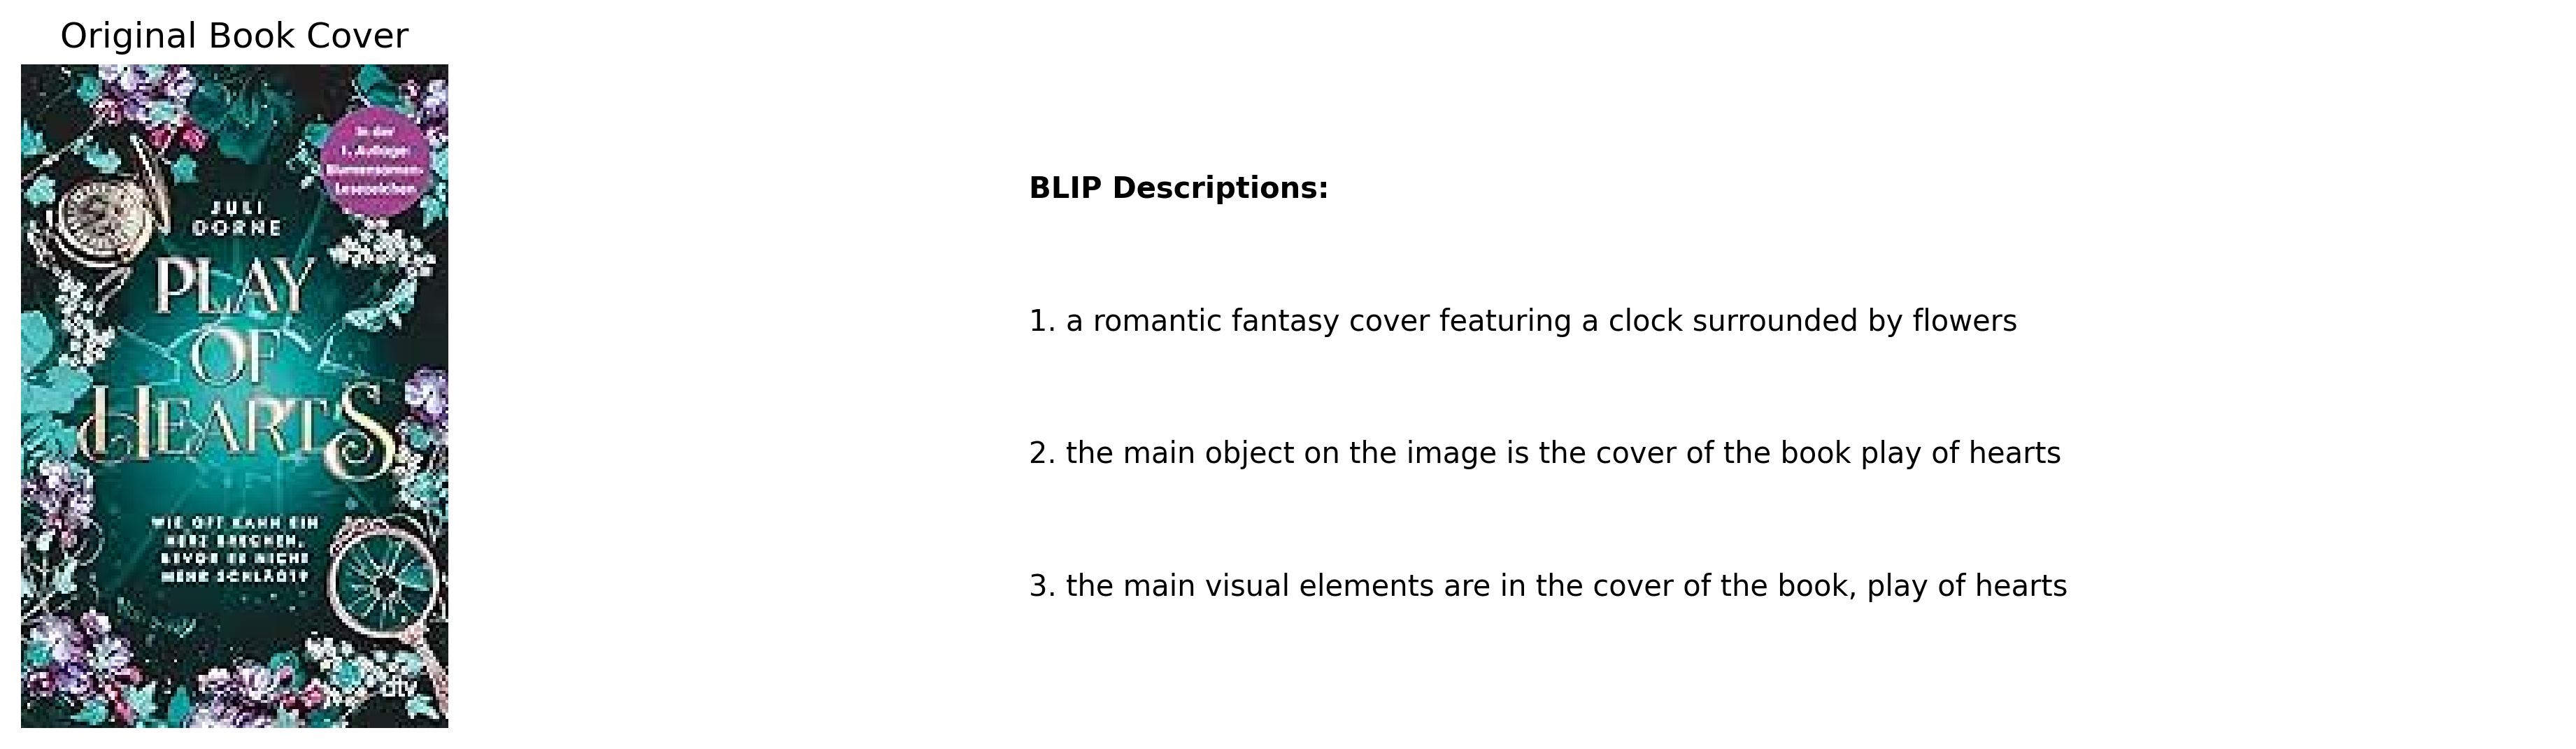 Original Book Cover
In der
1. Auflage:
Blumensamen-
Lesezeichen
JULI
DORNE
PLAY
OF
HEARTS
WIE OFT KANN EIN
HERZ BRECHEN,
BEVOR ES NICHT
MEHR SCHLÄGT?
dtv
BLIP Descriptions:
1. a romantic fantasy cover featuring a clock surrounded by flowers
2. the main object on the image is the cover of the book play of hearts
3. the main visual elements are in the cover of the book, play of hearts